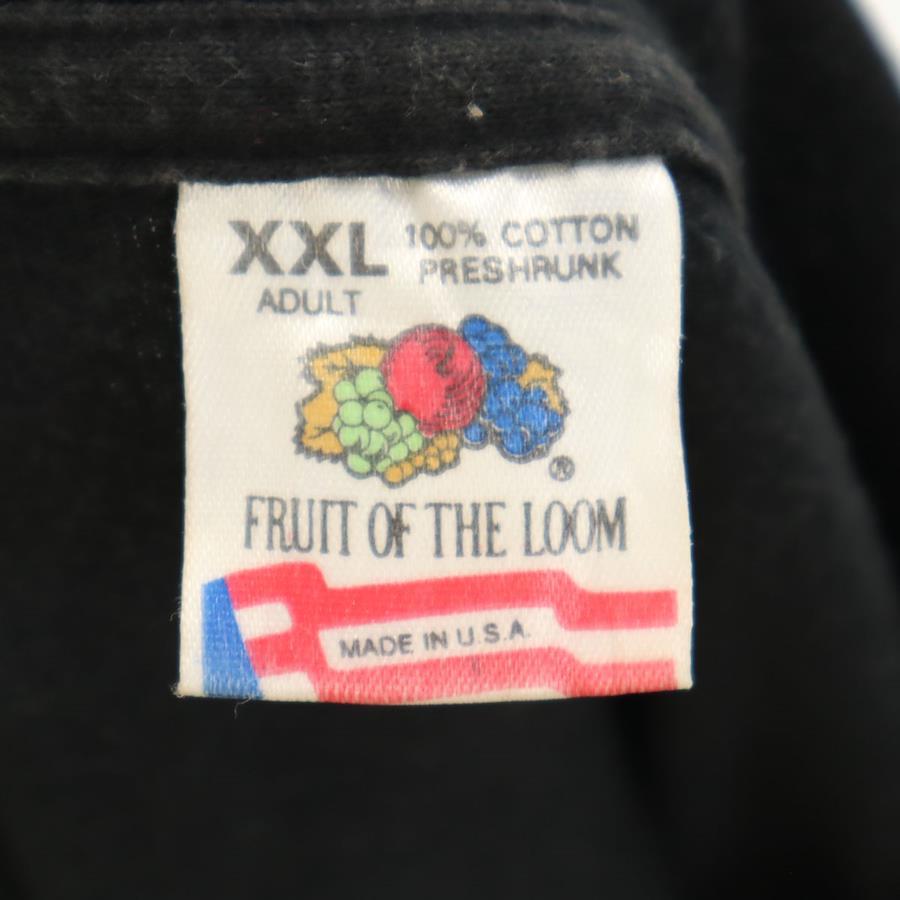 XXL
ADULT
100% COTTON
PRESHRUNK
®
FRUIT OF THE LOOM
MADE IN U.S.A.